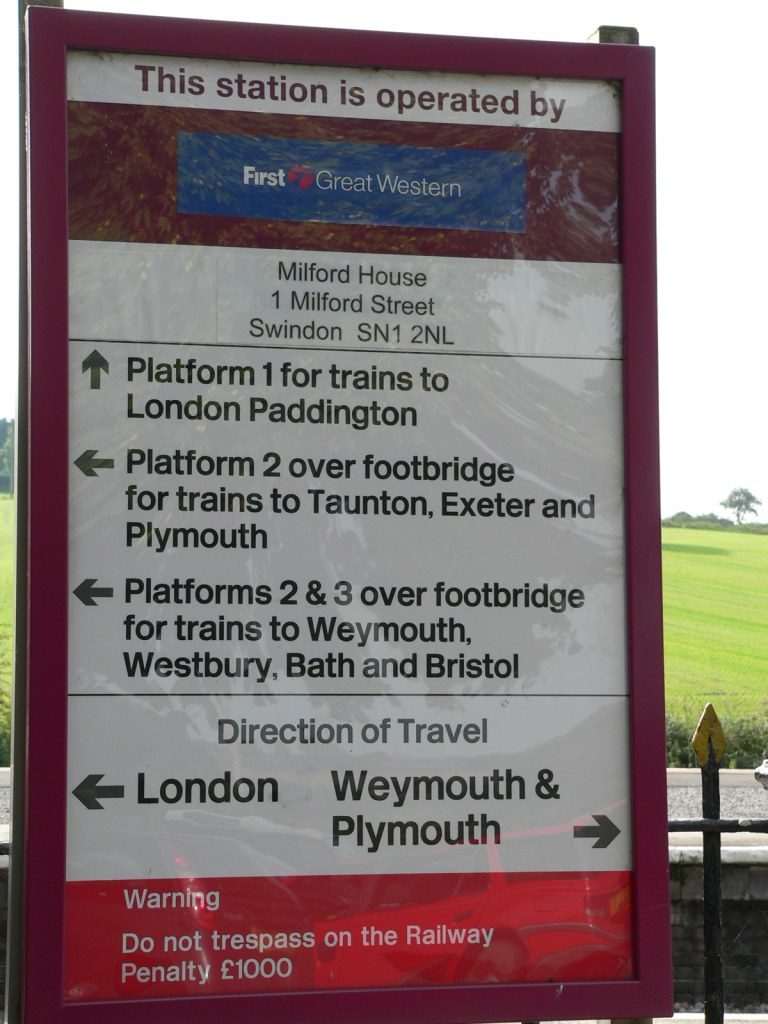 This station is operated by
First Great Western
Milford House
1 Milford Street
Swindon SN1 2NL
Platform 1 for trains to
London Paddington
Platform 2 over footbridge
for trains to Taunton, Exeter and
Plymouth
Platforms 2 & 3 over footbridge
for trains to Weymouth,
Westbury, Bath and Bristol
Direction of Travel
London Weymouth &
Plymouth
Warning
Do not trespass on the Railway
Penalty £1000